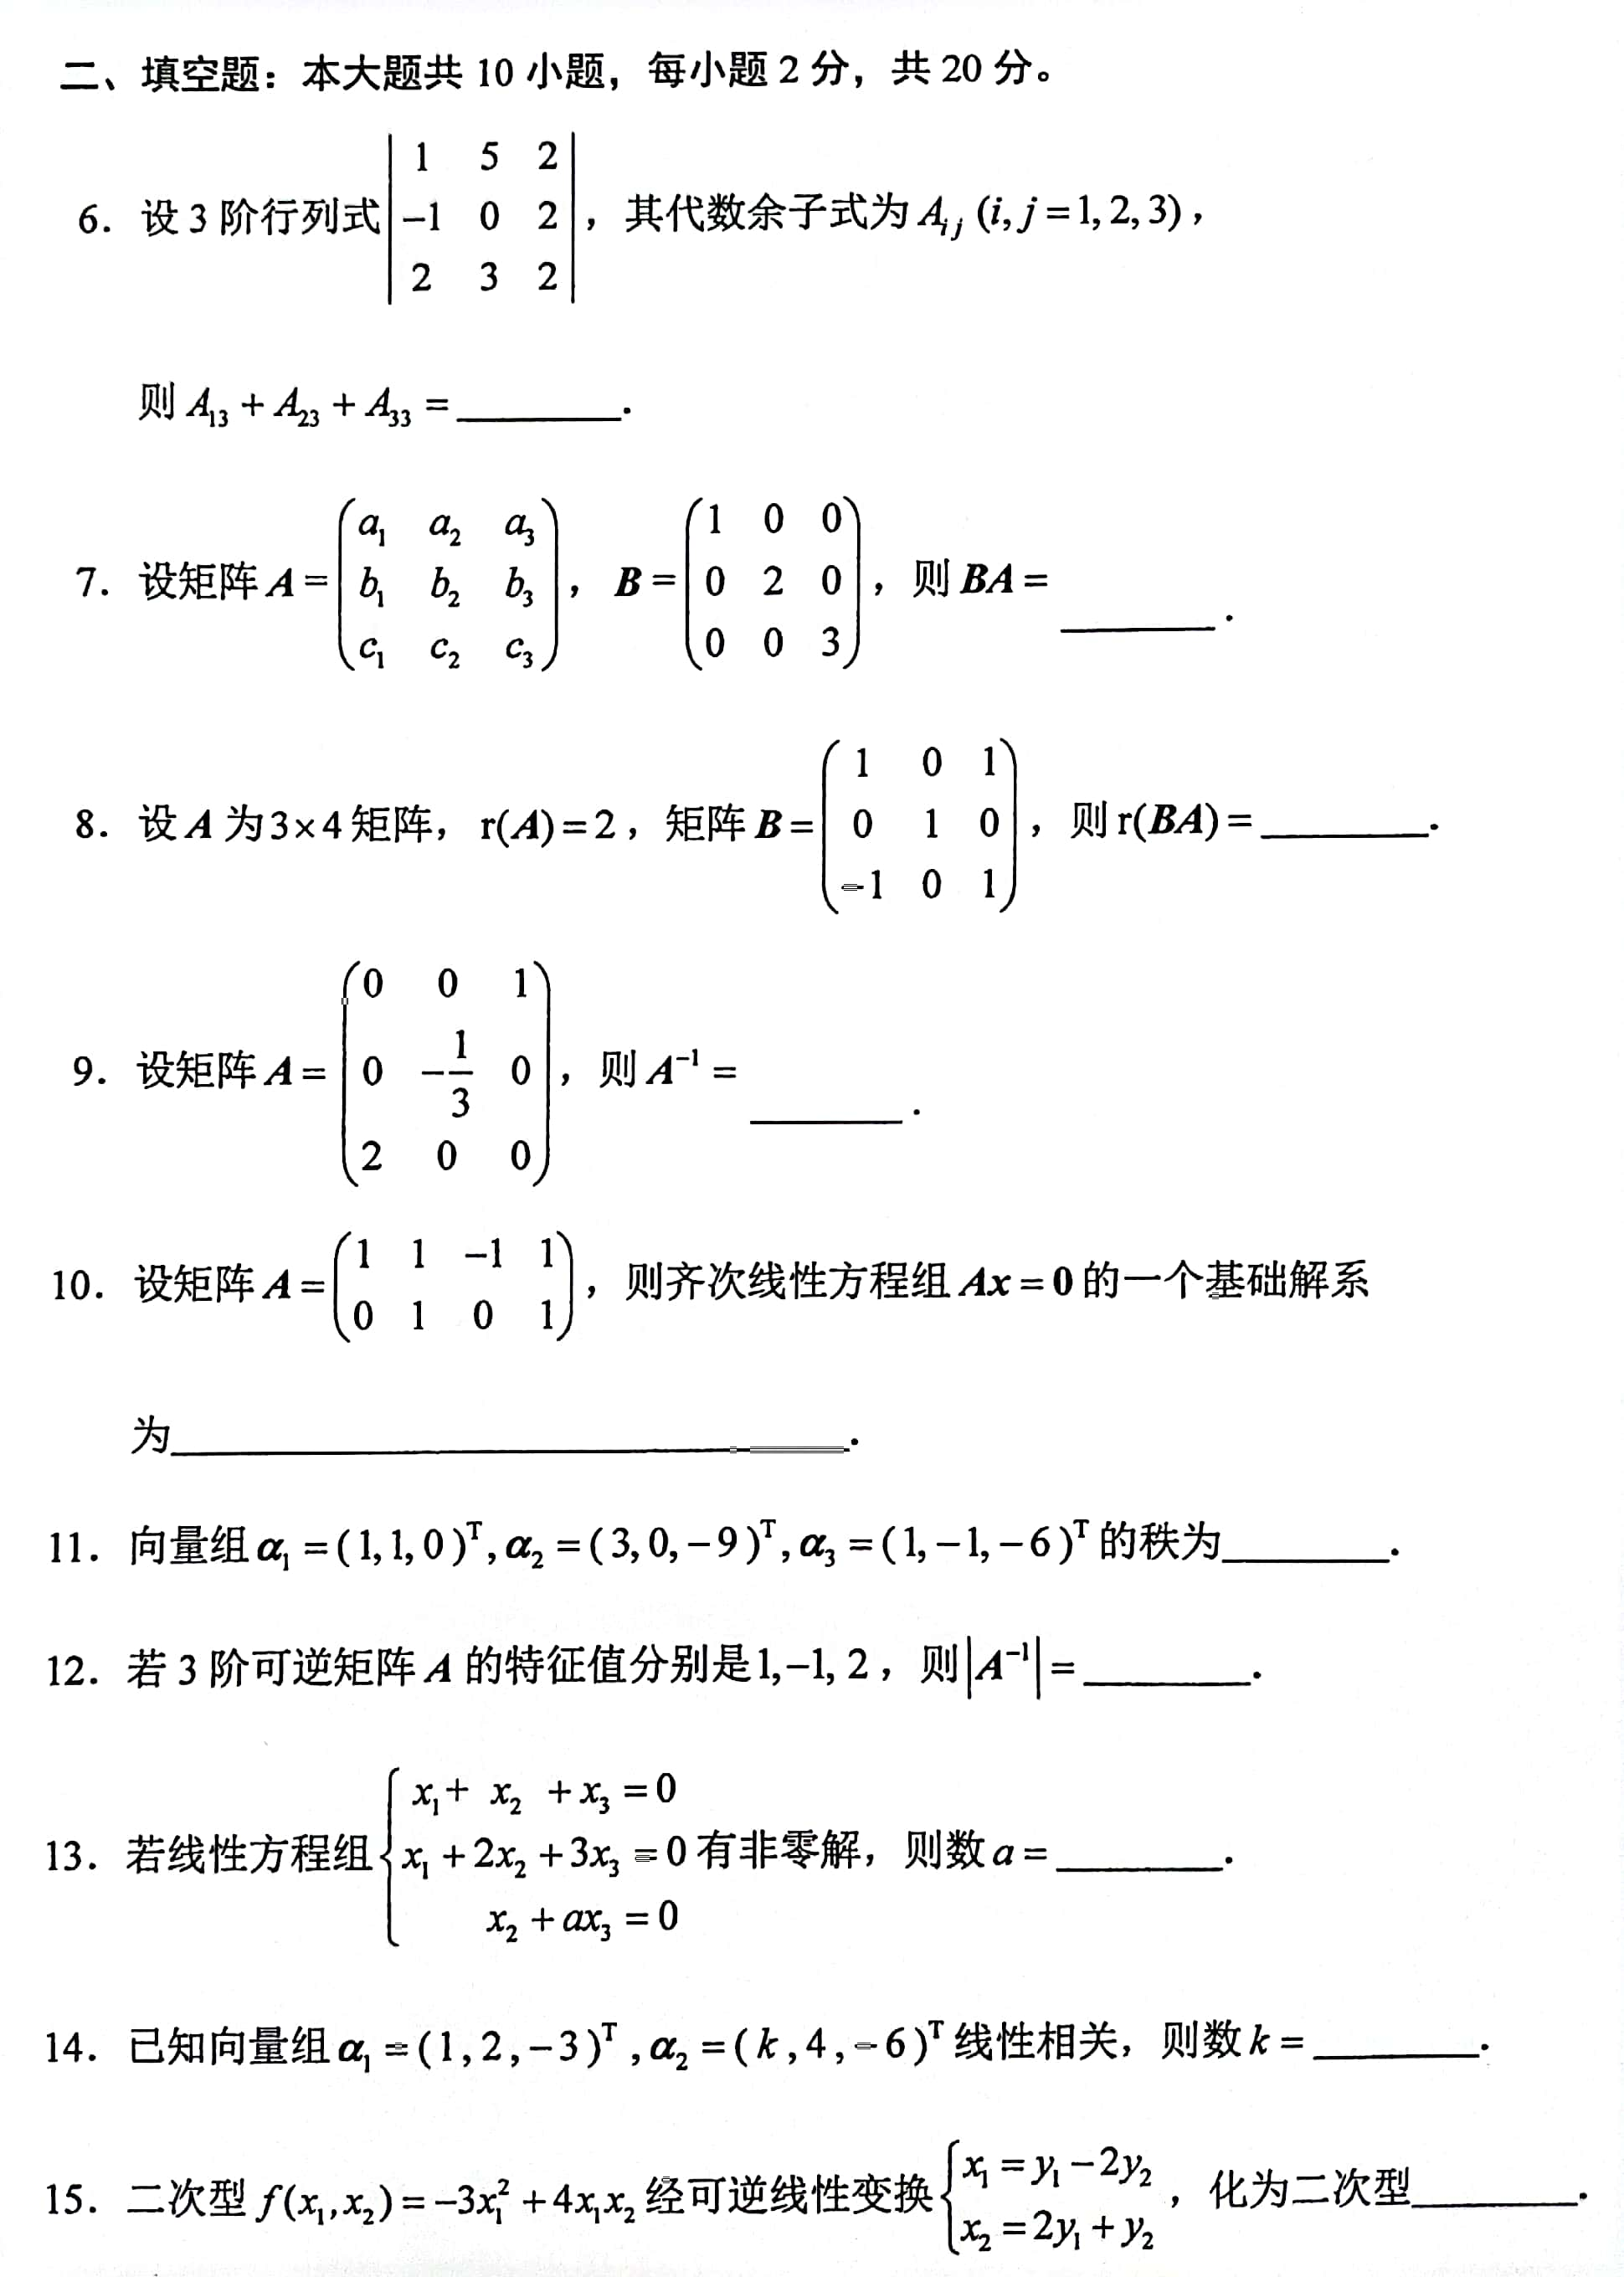 二、填空题：本大题共 10 小题，每小题 2 分，共 20 分。
6. 设 3 阶行列式 | 1 5 2 ; −1 0 2 ; 2 3 2 |，其代数余子式为 Aᵢⱼ (i, j = 1, 2, 3)，
则 A₁₃ + A₂₃ + A₃₃ = ________.
7. 设矩阵 A = ( a₁ a₂ a₃ ; b₁ b₂ b₃ ; c₁ c₂ c₃ )，B = ( 1 0 0 ; 0 2 0 ; 0 0 3 )，则 BA = ________.
8. 设 A 为 3×4 矩阵，r(A) = 2，矩阵 B = ( 1 0 1 ; 0 1 0 ; −1 0 1 )，则 r(BA) = ________.
9. 设矩阵 A = ( 0 0 1 ; 0 −1/3 0 ; 2 0 0 )，则 A⁻¹ = ________.
10. 设矩阵 A = ( 1 1 −1 1 ; 0 1 0 1 )，则齐次线性方程组 Ax = 0 的一个基础解系
为________________.
11. 向量组 α₁ = (1, 1, 0)ᵀ, α₂ = (3, 0, −9)ᵀ, α₃ = (1, −1, −6)ᵀ 的秩为________.
12. 若 3 阶可逆矩阵 A 的特征值分别是 1, −1, 2，则 |A⁻¹| = ________.
13. 若线性方程组 { x₁ + x₂ + x₃ = 0 ; x₁ + 2x₂ + 3x₃ = 0 ; x₂ + ax₃ = 0 有非零解，则数 a = ________.
14. 已知向量组 α₁ = (1, 2, −3)ᵀ, α₂ = (k, 4, −6)ᵀ 线性相关，则数 k = ________.
15. 二次型 f(x₁, x₂) = −3x₁² + 4x₁x₂ 经可逆线性变换 { x₁ = y₁ − 2y₂ ; x₂ = 2y₁ + y₂ ，化为二次型________.